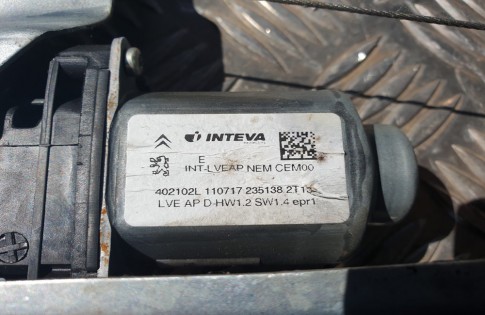 INTEVA
E
INT-LVEAP NEM CEM00
402102L 110717 235138 2T13
LVE AP D-HW1.2 SW1.4 epr1